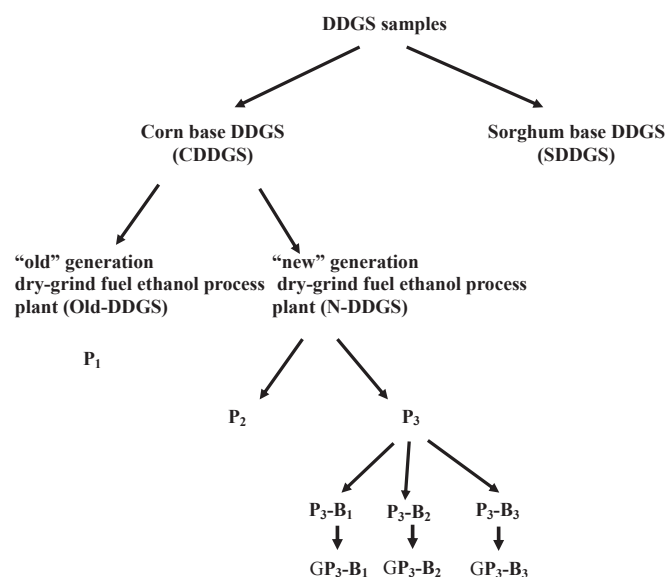 DDGS samples
Corn base DDGS
(CDDGS)
Sorghum base DDGS
(SDDGS)
“old” generation
dry-grind fuel ethanol process
plant (Old-DDGS)
“new” generation
dry-grind fuel ethanol process
plant (N-DDGS)
P₁
P₂
P₃
P₃-B₁
P₃-B₂
P₃-B₃
GP₃-B₁
GP₃-B₂
GP₃-B₃